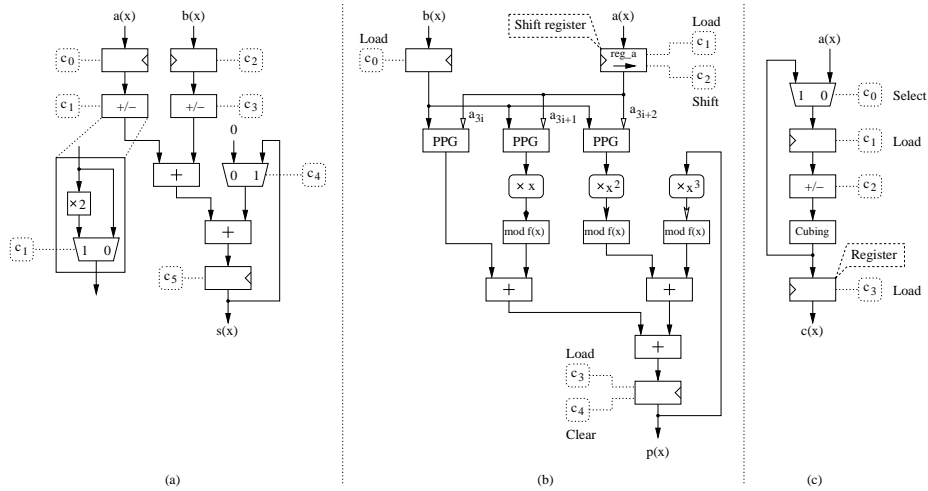 a(x) b(x)
c0 c2
c1 +/− +/− c3
0
+ 0 1 c4
×2
+
c1 1 0
c5
s(x)
(a)
b(x) a(x)
Load Shift register Load
c0 reg_a c1
c2
Shift
a3i a3i+1 a3i+2
PPG PPG PPG
× x × x² × x³
mod f(x) mod f(x) mod f(x)
+ +
+
Load
c3
c4
Clear
p(x)
(b)
a(x)
1 0 c0 Select
c1 Load
+/− c2
Cubing
Register
c3 Load
c(x)
(c)